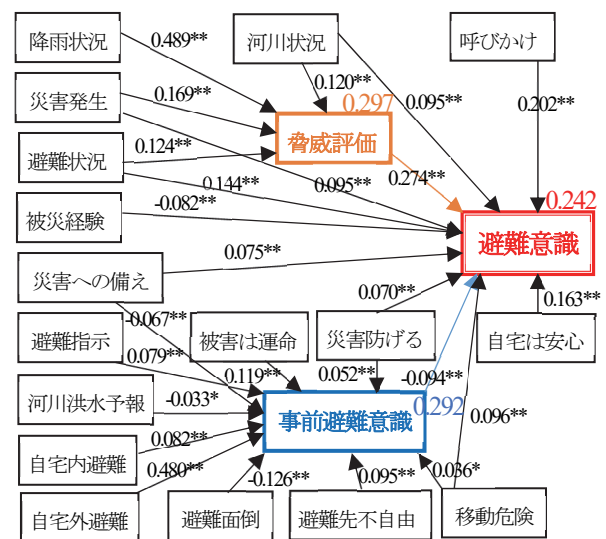 降雨状況
0.489**
河川状況
呼びかけ
災害発生
0.169**
0.120**
0.297
0.095**
0.202**
脅威評価
避難状況
0.124**
0.144**
0.095**
0.274**
0.242
被災経験
-0.082**
避難意識
災害への備え
0.075**
0.070**
0.163**
-0.067**
避難指示
0.079**
被害は運命
災害防げる
自宅は安心
0.119**
0.052**
-0.094**
河川洪水予報
-0.033*
事前避難意識
0.292
0.096**
自宅内避難
0.082**
0.480**
-0.126**
0.095**
0.036*
自宅外避難
避難面倒
避難先不自由
移動危険